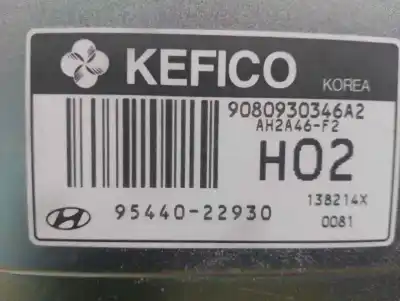 KEFICO
KOREA
9080930346A2
AH2A46-F2
H02
138214X
95440-22930
0081